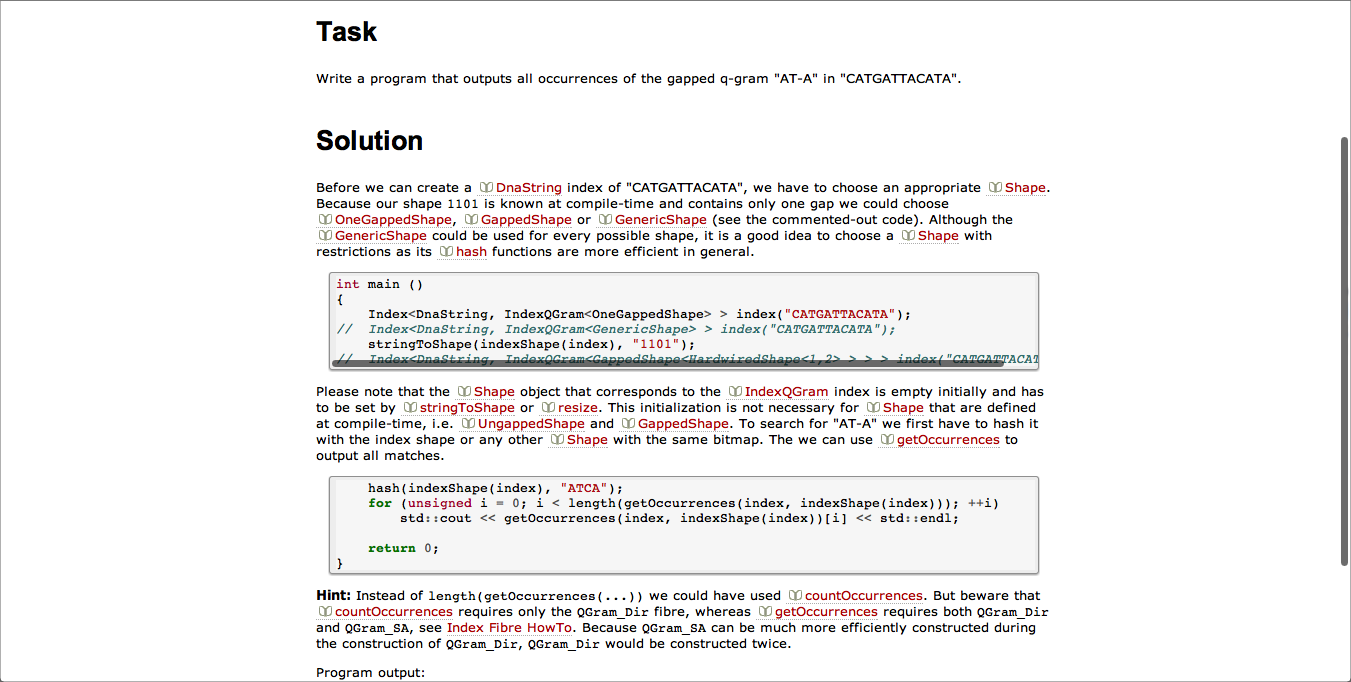 Task
Write a program that outputs all occurrences of the gapped q-gram "AT-A" in "CATGATTACATA".
Solution
Before we can create a DnaString index of "CATGATTACATA", we have to choose an appropriate Shape.
Because our shape 1101 is known at compile-time and contains only one gap we could choose
OneGappedShape, GappedShape or GenericShape (see the commented-out code). Although the
GenericShape could be used for every possible shape, it is a good idea to choose a Shape with
restrictions as its hash functions are more efficient in general.
int main ()
{
    Index<DnaString, IndexQGram<OneGappedShape> > index("CATGATTACATA");
//  Index<DnaString, IndexQGram<GenericShape> > index("CATGATTACATA");
    stringToShape(indexShape(index), "1101");
//  Index<DnaString, IndexQGram<GappedShape<HardwiredShape<1,2> > > > index("CATGATTACAT
Please note that the Shape object that corresponds to the IndexQGram index is empty initially and has
to be set by stringToShape or resize. This initialization is not necessary for Shape that are defined
at compile-time, i.e. UngappedShape and GappedShape. To search for "AT-A" we first have to hash it
with the index shape or any other Shape with the same bitmap. The we can use getOccurrences to
output all matches.
    hash(indexShape(index), "ATCA");
    for (unsigned i = 0; i < length(getOccurrences(index, indexShape(index))); ++i)
        std::cout << getOccurrences(index, indexShape(index))[i] << std::endl;
    return 0;
}
Hint: Instead of length(getOccurrences(...)) we could have used countOccurrences. But beware that
countOccurrences requires only the QGram_Dir fibre, whereas getOccurrences requires both QGram_Dir
and QGram_SA, see Index Fibre HowTo. Because QGram_SA can be much more efficiently constructed during
the construction of QGram_Dir, QGram_Dir would be constructed twice.
Program output: